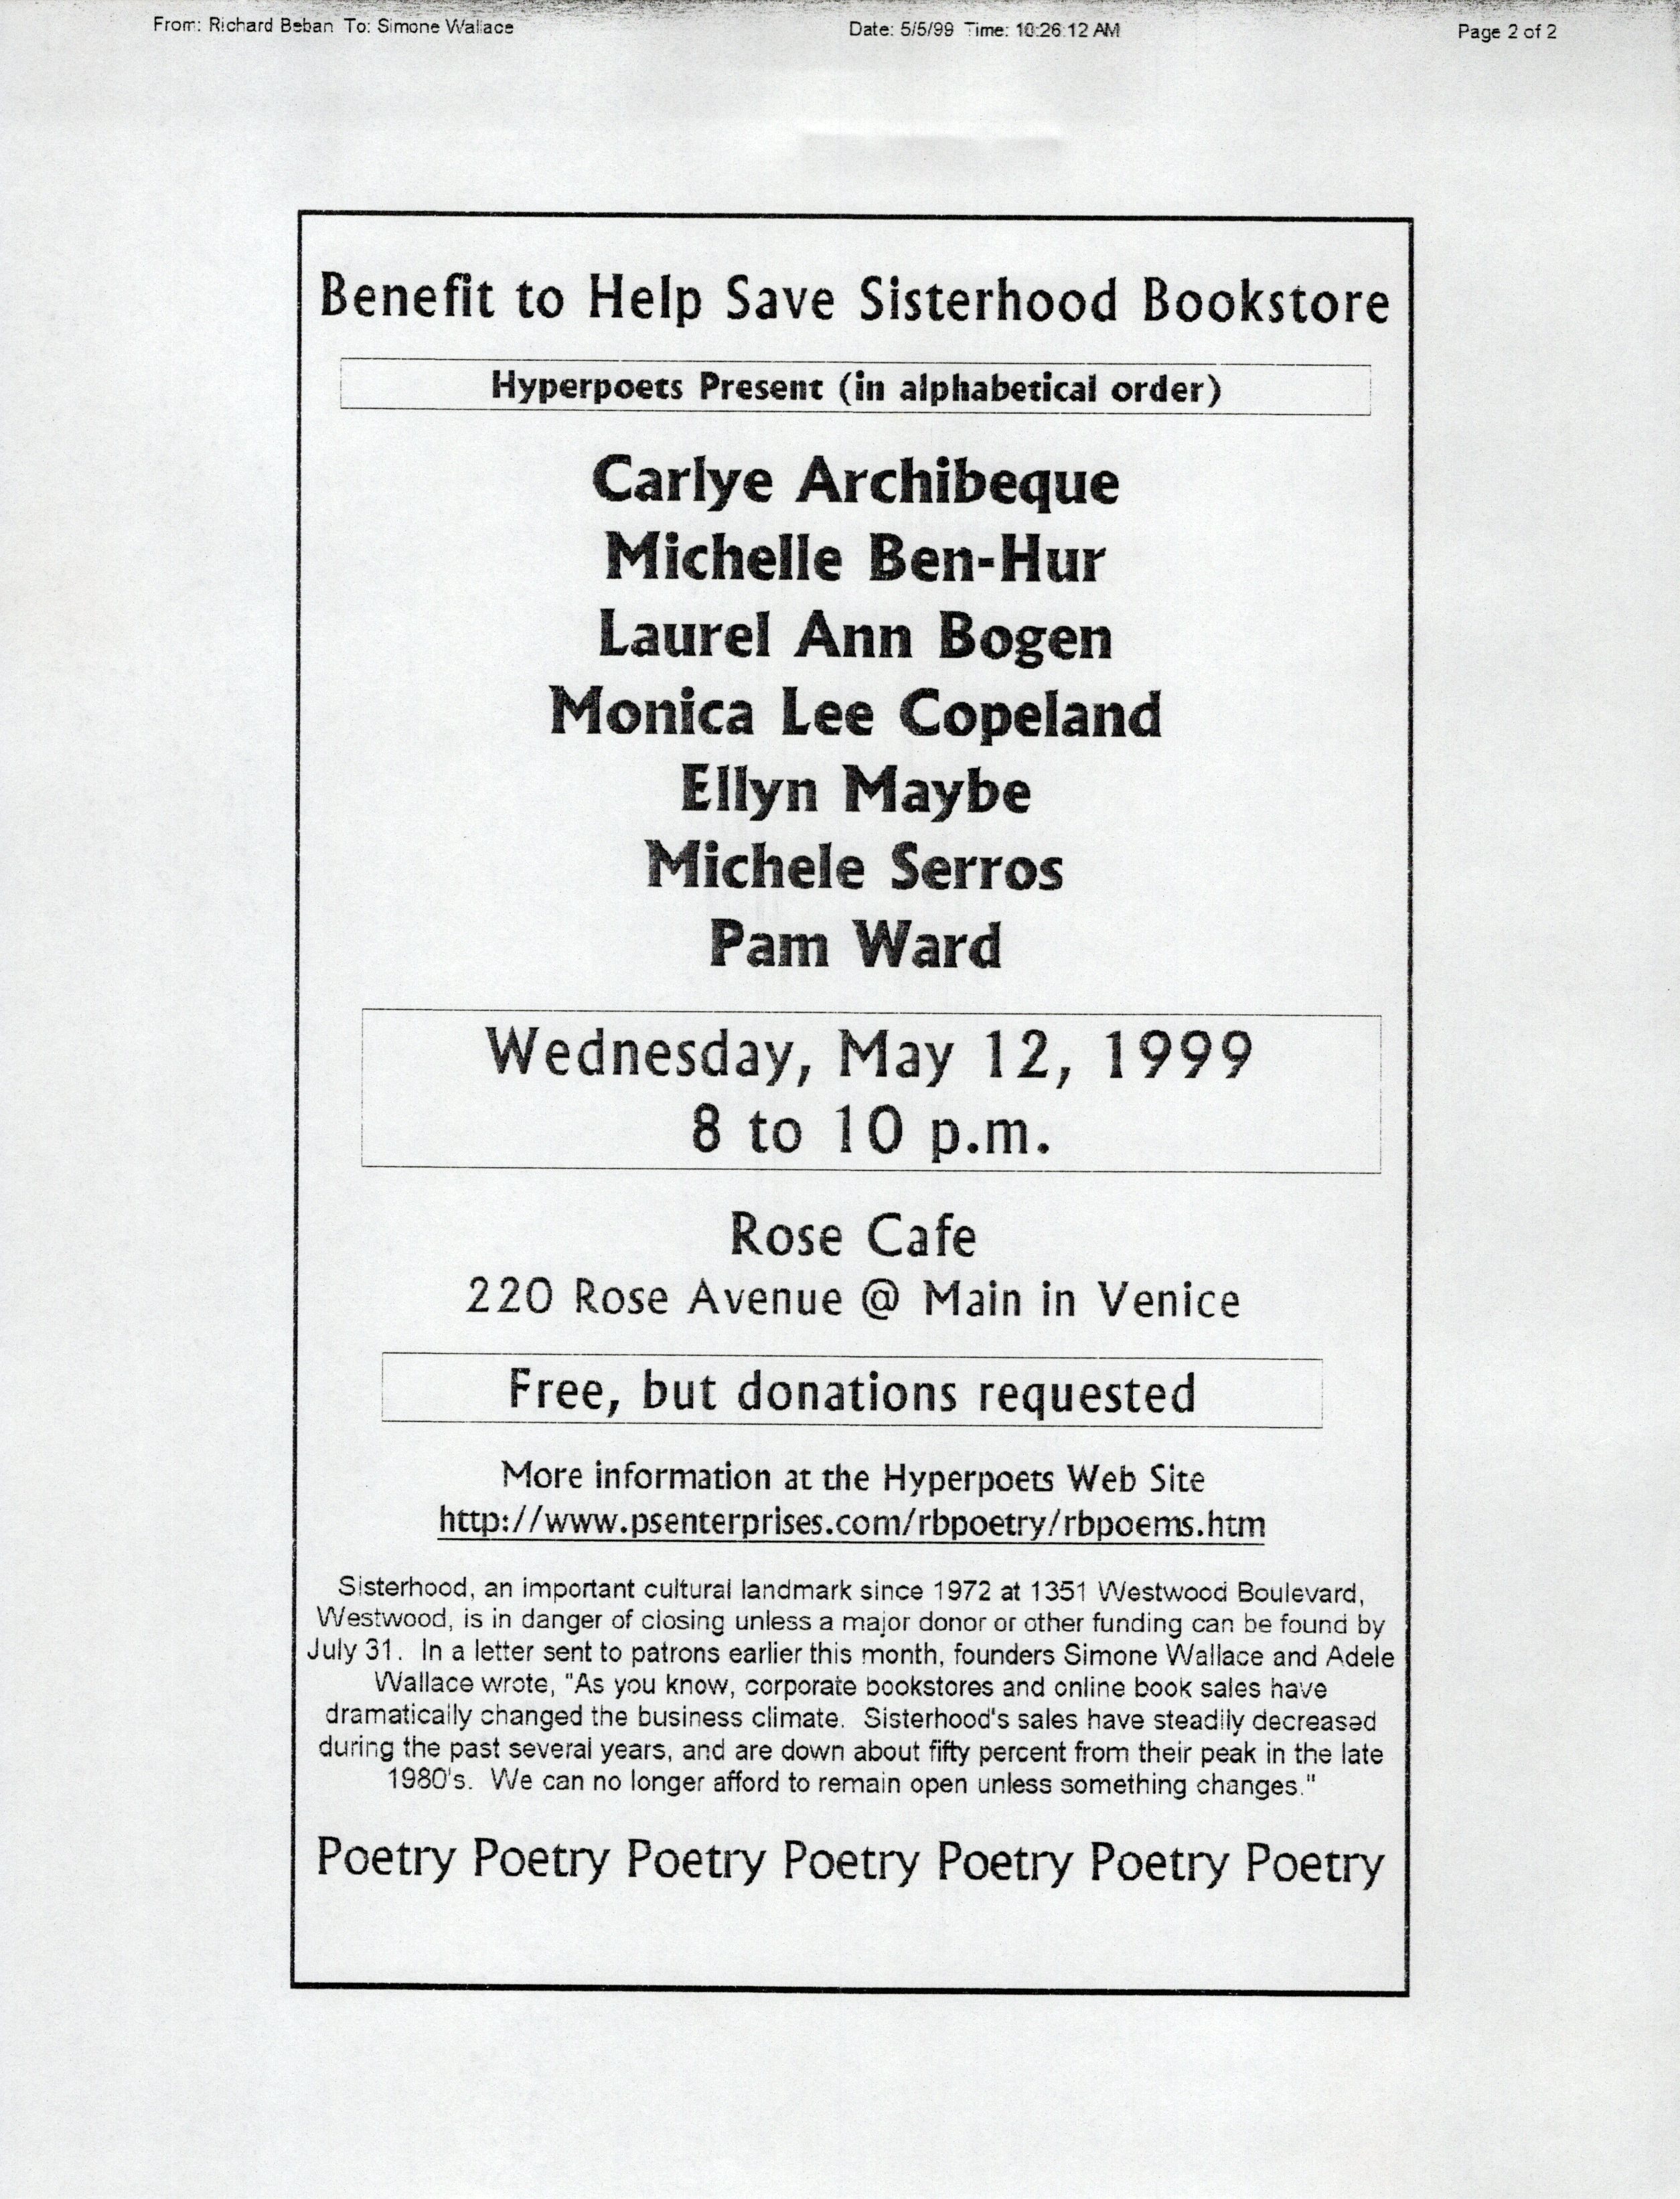 From: Richard Beban To: Simone Wallace Date: 5/5/99 Time: 10:26:12 AM Page 2 of 2
Benefit to Help Save Sisterhood Bookstore
Hyperpoets Present (in alphabetical order)
Carlye Archibeque
Michelle Ben-Hur
Laurel Ann Bogen
Monica Lee Copeland
Ellyn Maybe
Michele Serros
Pam Ward
Wednesday, May 12, 1999
8 to 10 p.m.
Rose Cafe
220 Rose Avenue @ Main in Venice
Free, but donations requested
More information at the Hyperpoets Web Site
http://www.psenterprises.com/rbpoetry/rbpoems.htm
Sisterhood, an important cultural landmark since 1972 at 1351 Westwood Boulevard,
Westwood, is in danger of closing unless a major donor or other funding can be found by
July 31. In a letter sent to patrons earlier this month, founders Simone Wallace and Adele
Wallace wrote, "As you know, corporate bookstores and online book sales have
dramatically changed the business climate. Sisterhood's sales have steadily decreased
during the past several years, and are down about fifty percent from their peak in the late
1980's. We can no longer afford to remain open unless something changes."
Poetry Poetry Poetry Poetry Poetry Poetry Poetry